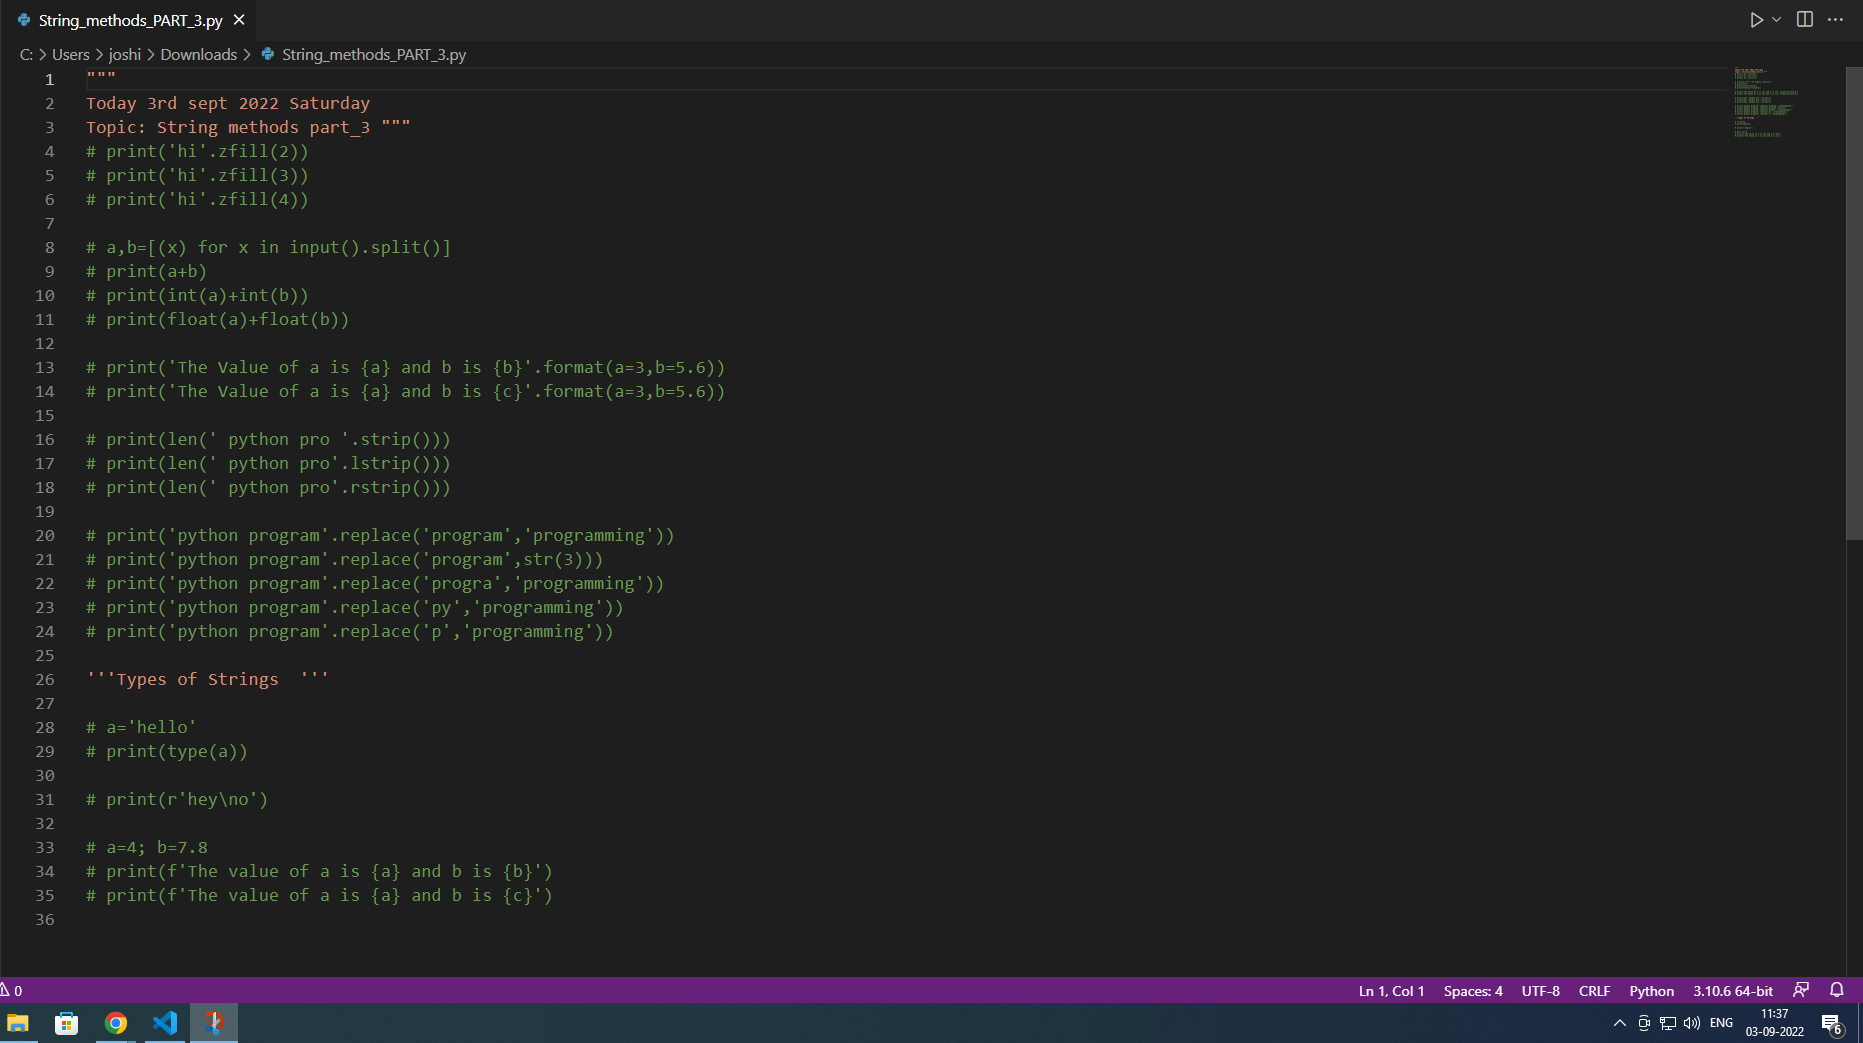 String_methods_PART_3.py
C: > Users > joshi > Downloads > String_methods_PART_3.py
1 """
2 Today 3rd sept 2022 Saturday
3 Topic: String methods part_3 """
4 # print('hi'.zfill(2))
5 # print('hi'.zfill(3))
6 # print('hi'.zfill(4))
7
8 # a,b=[(x) for x in input().split()]
9 # print(a+b)
10 # print(int(a)+int(b))
11 # print(float(a)+float(b))
12
13 # print('The Value of a is {a} and b is {b}'.format(a=3,b=5.6))
14 # print('The Value of a is {a} and b is {c}'.format(a=3,b=5.6))
15
16 # print(len(' python pro '.strip()))
17 # print(len(' python pro'.lstrip()))
18 # print(len(' python pro'.rstrip()))
19
20 # print('python program'.replace('program','programming'))
21 # print('python program'.replace('program',str(3)))
22 # print('python program'.replace('progra','programming'))
23 # print('python program'.replace('py','programming'))
24 # print('python program'.replace('p','programming'))
25
26 '''Types of Strings  '''
27
28 # a='hello'
29 # print(type(a))
30
31 # print(r'hey\no')
32
33 # a=4; b=7.8
34 # print(f'The value of a is {a} and b is {b}')
35 # print(f'The value of a is {a} and b is {c}')
36
0 Ln 1, Col 1 Spaces: 4 UTF-8 CRLF Python 3.10.6 64-bit
ENG 11:37
03-09-2022 6